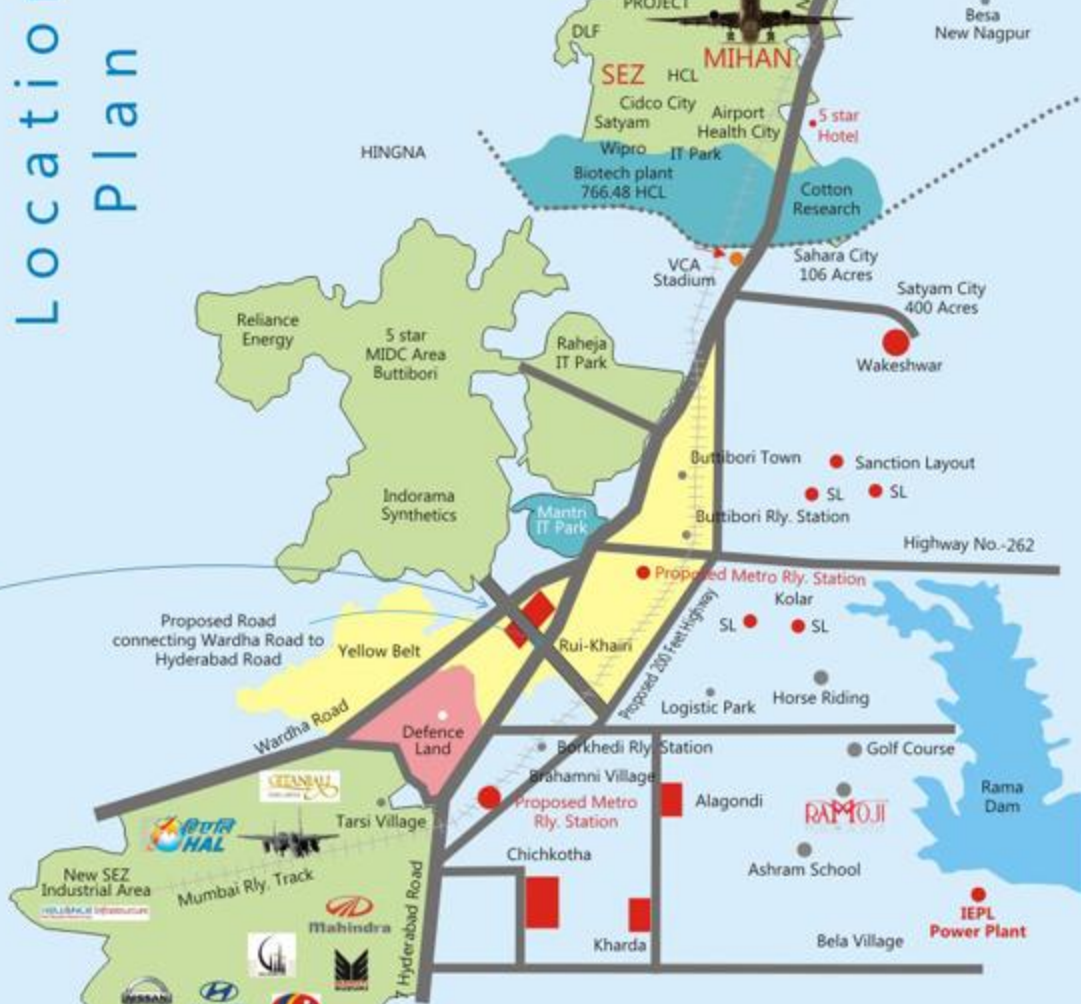 Location
Plan
PROJECT
DLF
MIHAN
SEZ
HCL
Cidco City
Satyam
Airport
Health City
Wipro
IT Park
Biotech plant
766.48 HCL
Cotton
Research
Besa
New Nagpur
5 star
Hotel
HINGNA
VCA
Stadium
Sahara City
106 Acres
Satyam City
400 Acres
Wakeshwar
Reliance
Energy
5 star
MIDC Area
Buttibori
Raheja
IT Park
Indorama
Synthetics
Mantri
IT Park
Buttibori Town
Sanction Layout
SL
SL
Buttibori Rly. Station
Highway No.-262
Proposed Metro Rly. Station
Kolar
SL
SL
Proposed Road
connecting Wardha Road to
Hyderabad Road
Yellow Belt
Rui-Khairi
Proposed 200 Feet Highway
Logistic Park
Horse Riding
Wardha Road
Defence
Land
Borkhedi Rly. Station
Golf Course
Brahamni Village
Proposed Metro
Rly. Station
Alagondi
RAMOJI
Rama
Dam
GITANJALI
Tarsi Village
हिएलि
HAL
Chichkotha
Ashram School
New SEZ
Industrial Area
RELIANCE Infrastructure
Mumbai Rly. Track
Mahindra
7 Hyderabad Road
Kharda
IEPL
Power Plant
Bela Village
SUZUKI
NISSAN